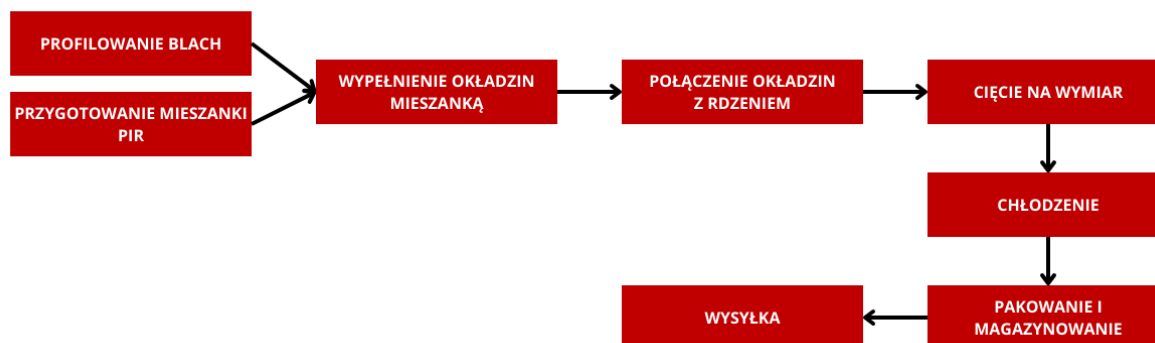 PROFILOWANIE BLACH
PRZYGOTOWANIE MIESZANKI
PIR
WYPEŁNIENIE OKŁADZIN
MIESZANKĄ
POŁĄCZENIE OKŁADZIN
Z RDZENIEM
CIĘCIE NA WYMIAR
CHŁODZENIE
PAKOWANIE I
MAGAZYNOWANIE
WYSYŁKA